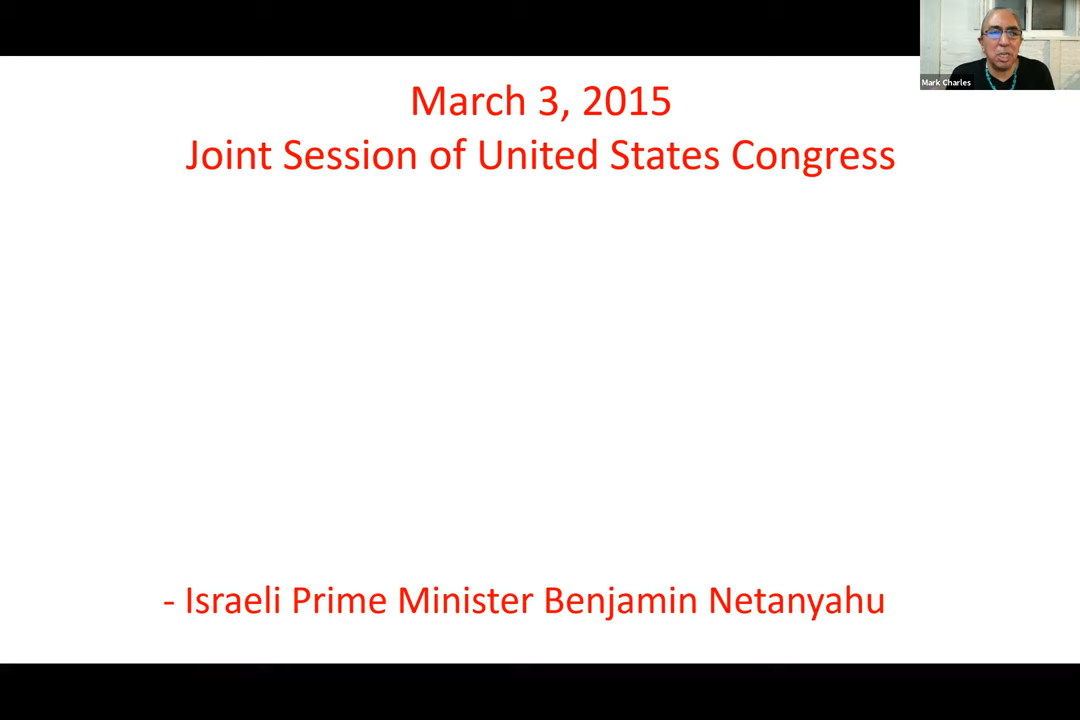 March 3, 2015
Joint Session of United States Congress
Mark Charles
- Israeli Prime Minister Benjamin Netanyahu